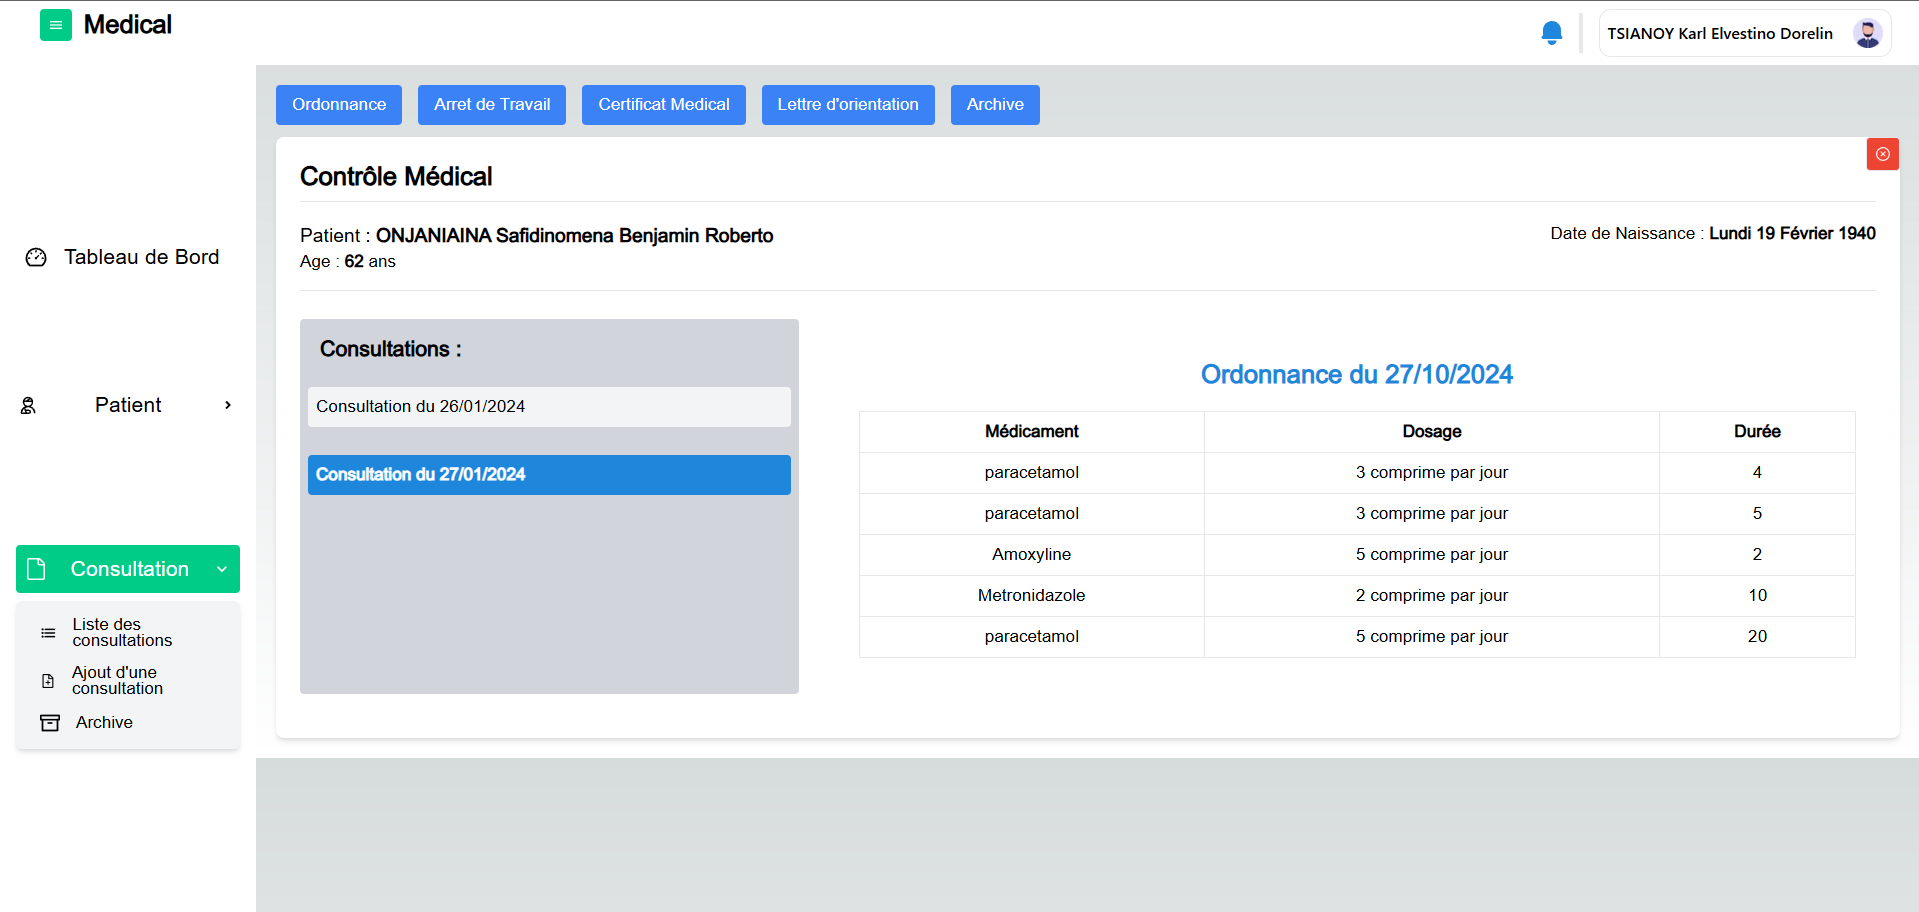 Medical
TSIANOY Karl Elvestino Dorelin
Ordonnance
Arret de Travail
Certificat Medical
Lettre d'orientation
Archive
Tableau de Bord
Patient
Consultation
Liste des
consultations
Ajout d'une
consultation
Archive
Contrôle Médical
Patient : ONJANIAINA Safidinomena Benjamin Roberto
Date de Naissance : Lundi 19 Février 1940
Age : 62 ans
Consultations :
Consultation du 26/01/2024
Consultation du 27/01/2024
Ordonnance du 27/10/2024
Médicament Dosage Durée
paracetamol 3 comprime par jour 4
paracetamol 3 comprime par jour 5
Amoxyline 5 comprime par jour 2
Metronidazole 2 comprime par jour 10
paracetamol 5 comprime par jour 20